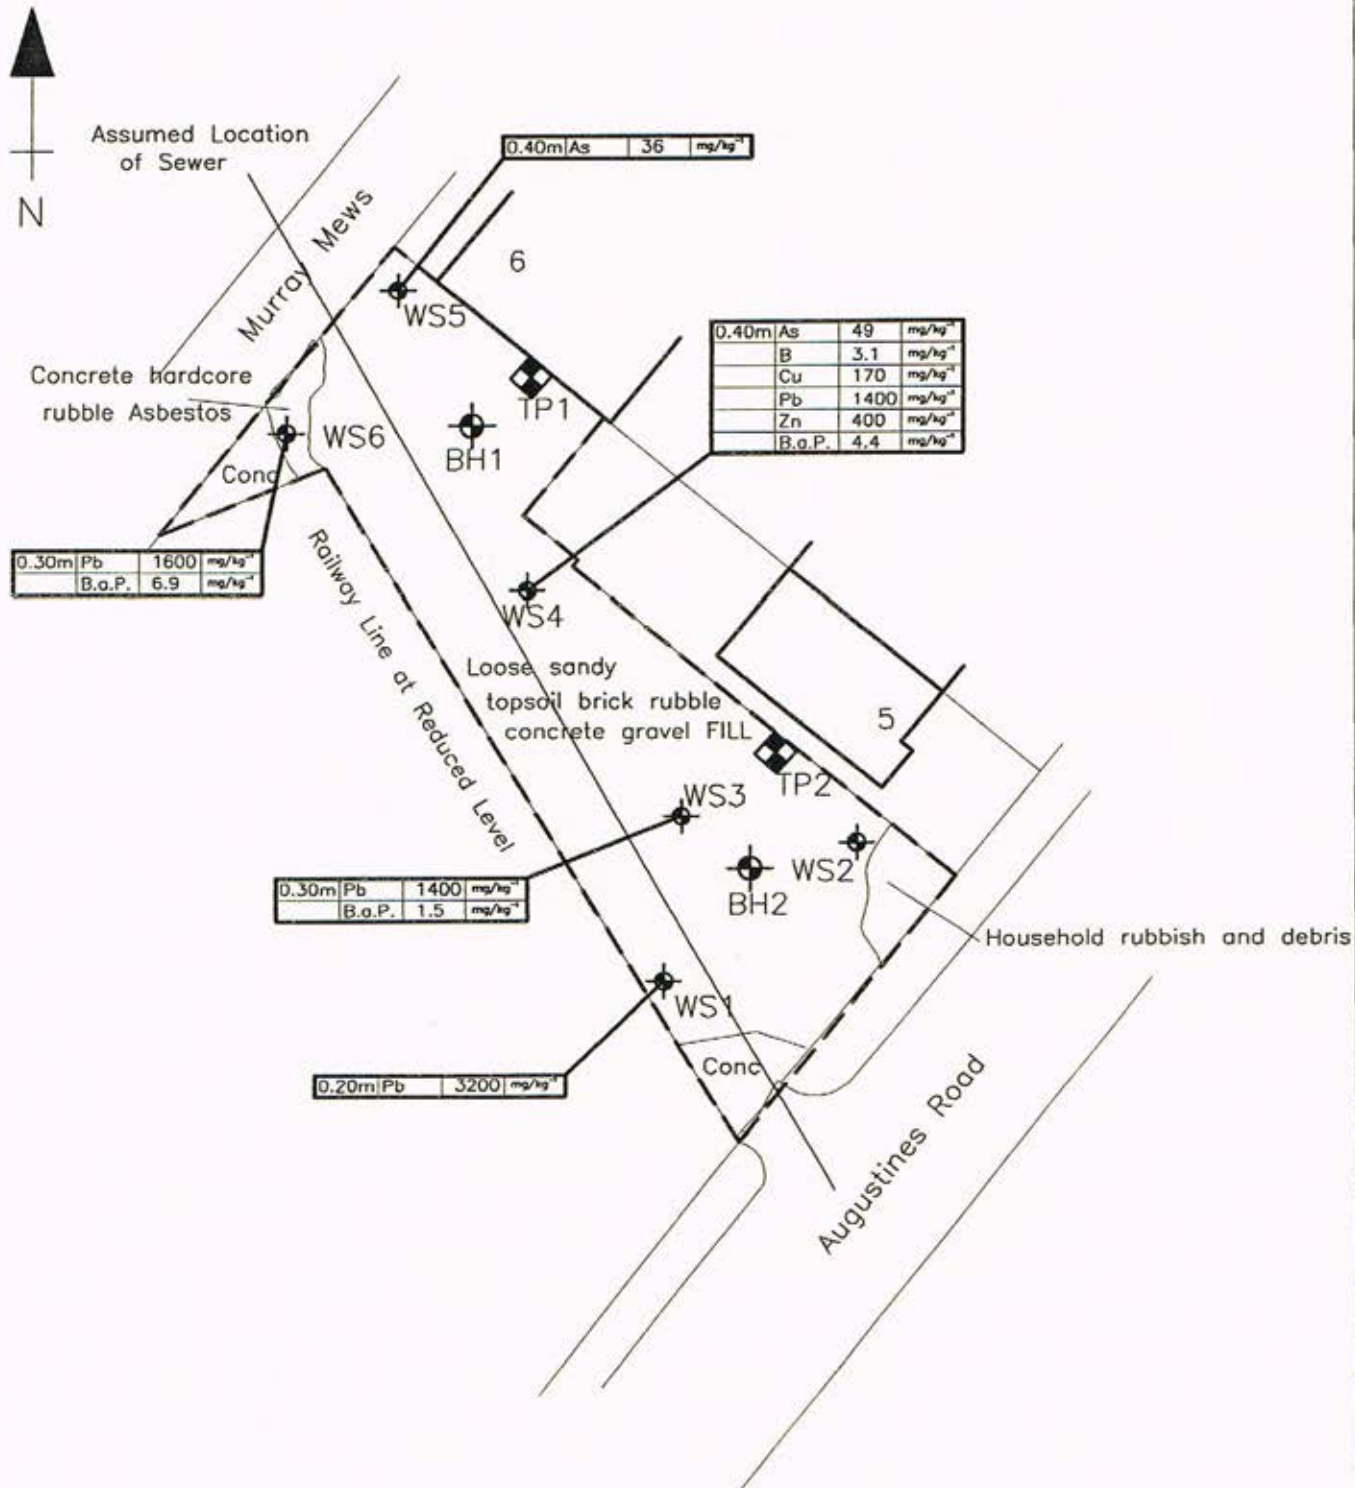 N
Assumed Location
of Sewer
Murray Mews
0.40m As 36 mg/kg⁻¹
6
WS5
TP1
BH1
Concrete hardcore
rubble Asbestos
WS6
Conc
0.40m As 49 mg/kg⁻¹
B 3.1 mg/kg⁻¹
Cu 170 mg/kg⁻¹
Pb 1400 mg/kg⁻¹
Zn 400 mg/kg⁻¹
B.a.P. 4.4 mg/kg⁻¹
0.30m Pb 1600 mg/kg⁻¹
B.a.P. 6.9 mg/kg⁻¹
Railway Line at Reduced Level
WS4
Loose sandy
topsoil brick rubble
concrete gravel FILL
5
TP2
WS3
WS2
BH2
0.30m Pb 1400 mg/kg⁻¹
B.a.P. 1.5 mg/kg⁻¹
Household rubbish and debris
WS1
Conc
0.20m Pb 3200 mg/kg⁻¹
Augustines Road